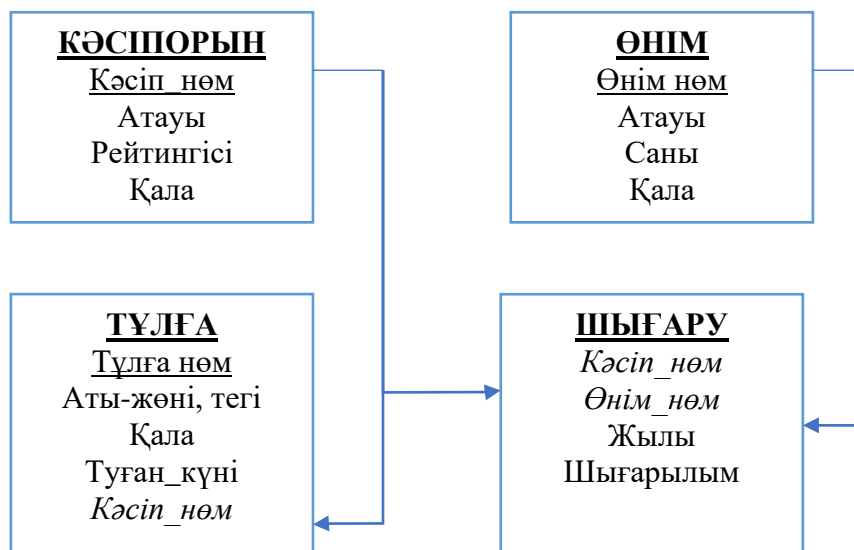 КӘСІПОРЫН
Кәсіп_нөм
Атауы
Рейтингісі
Қала
ӨНІМ
Өнім нөм
Атауы
Саны
Қала
ТҰЛҒА
Тұлға нөм
Аты-жөні, тегі
Қала
Туған_күні
Кәсіп_нөм
ШЫҒАРУ
Кәсіп_нөм
Өнім_нөм
Жылы
Шығарылым